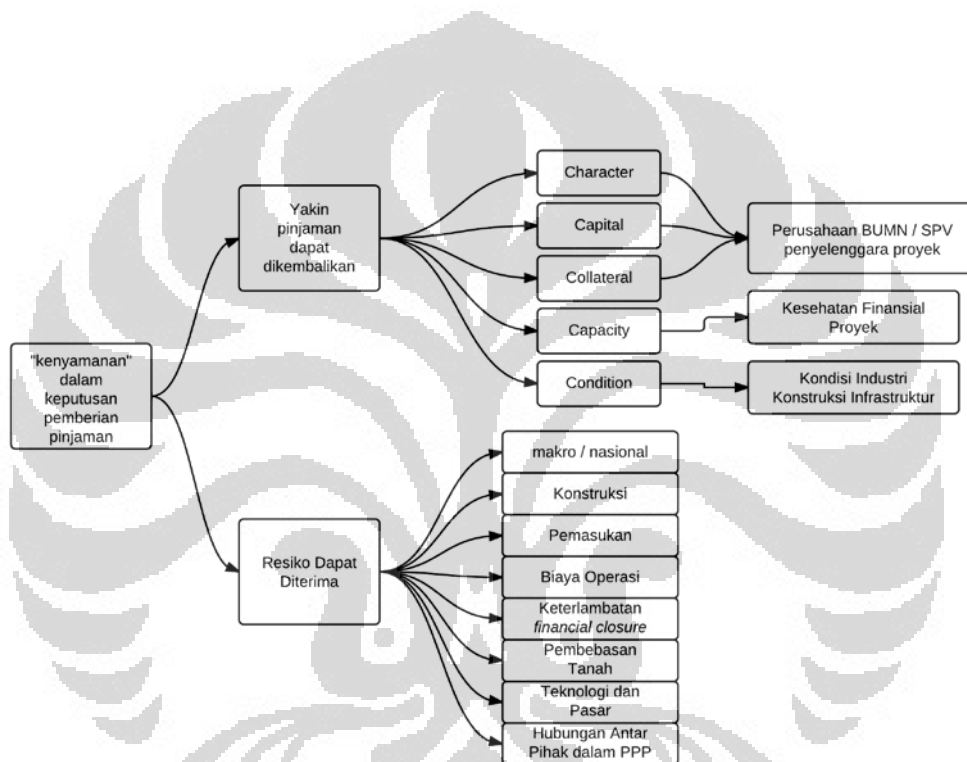 "kenyamanan"
dalam
keputusan
pemberian
pinjaman
Yakin
pinjaman
dapat
dikembalikan
Character
Capital
Collateral
Capacity
Condition
Perusahaan BUMN / SPV
penyelenggara proyek
Kesehatan Finansial
Proyek
Kondisi Industri
Konstruksi Infrastruktur
Resiko Dapat
Diterima
makro / nasional
Konstruksi
Pemasukan
Biaya Operasi
Keterlambatan
financial closure
Pembebasan
Tanah
Teknologi dan
Pasar
Hubungan Antar
Pihak dalam PPP